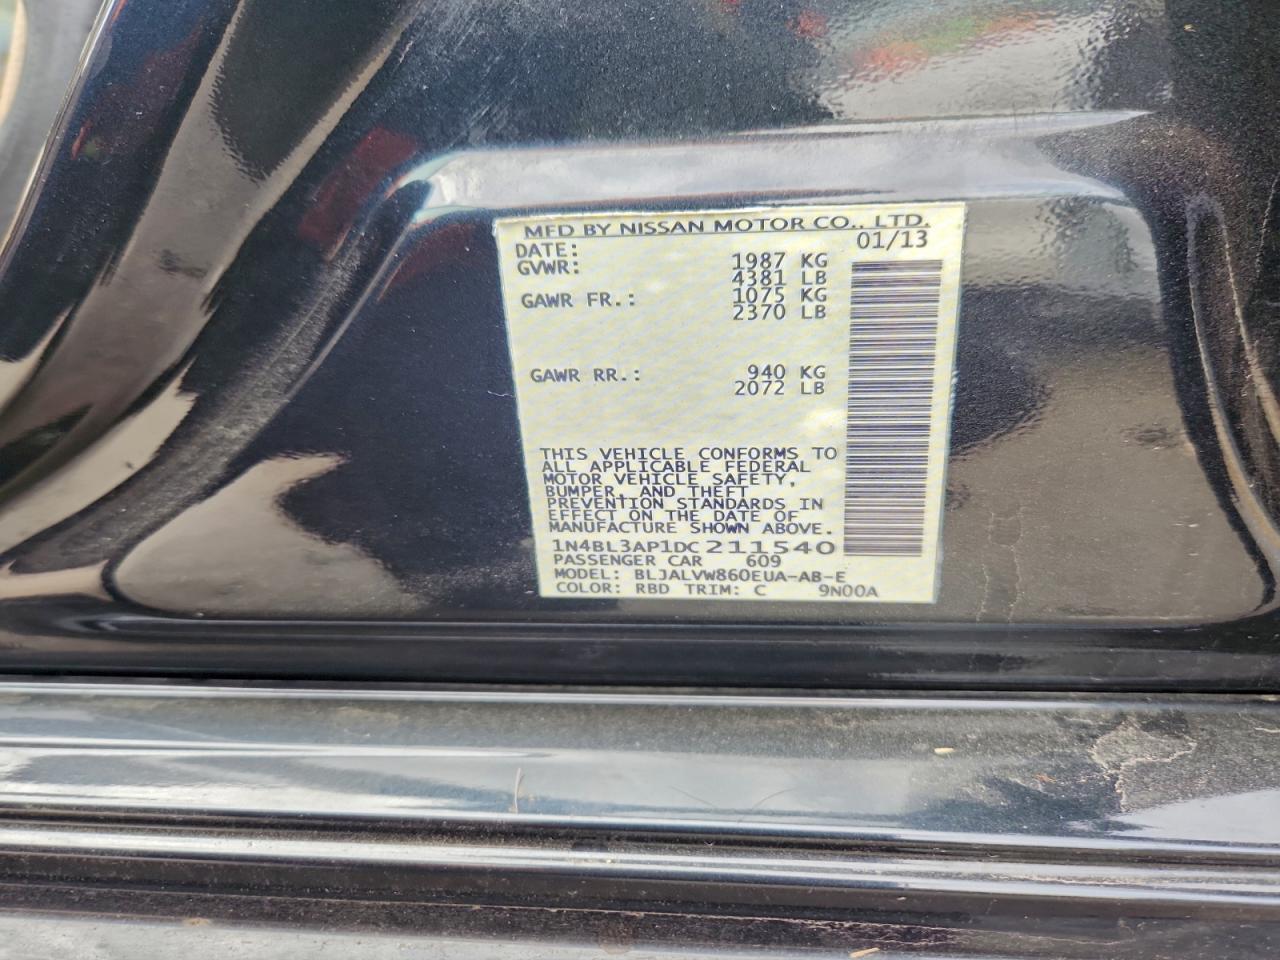 MFD BY NISSAN MOTOR CO., LTD.
DATE: 01/13
GVWR: 1987 KG
4381 LB
GAWR FR.: 1075 KG
2370 LB
GAWR RR.: 940 KG
2072 LB
THIS VEHICLE CONFORMS TO
ALL APPLICABLE FEDERAL
MOTOR VEHICLE SAFETY,
BUMPER, AND THEFT
PREVENTION STANDARDS IN
EFFECT ON THE DATE OF
MANUFACTURE SHOWN ABOVE.
1N4BL3AP1DC211540
PASSENGER CAR 609
MODEL: BLJALVW860EUA-AB-E
COLOR: RBD TRIM: C 9N00A